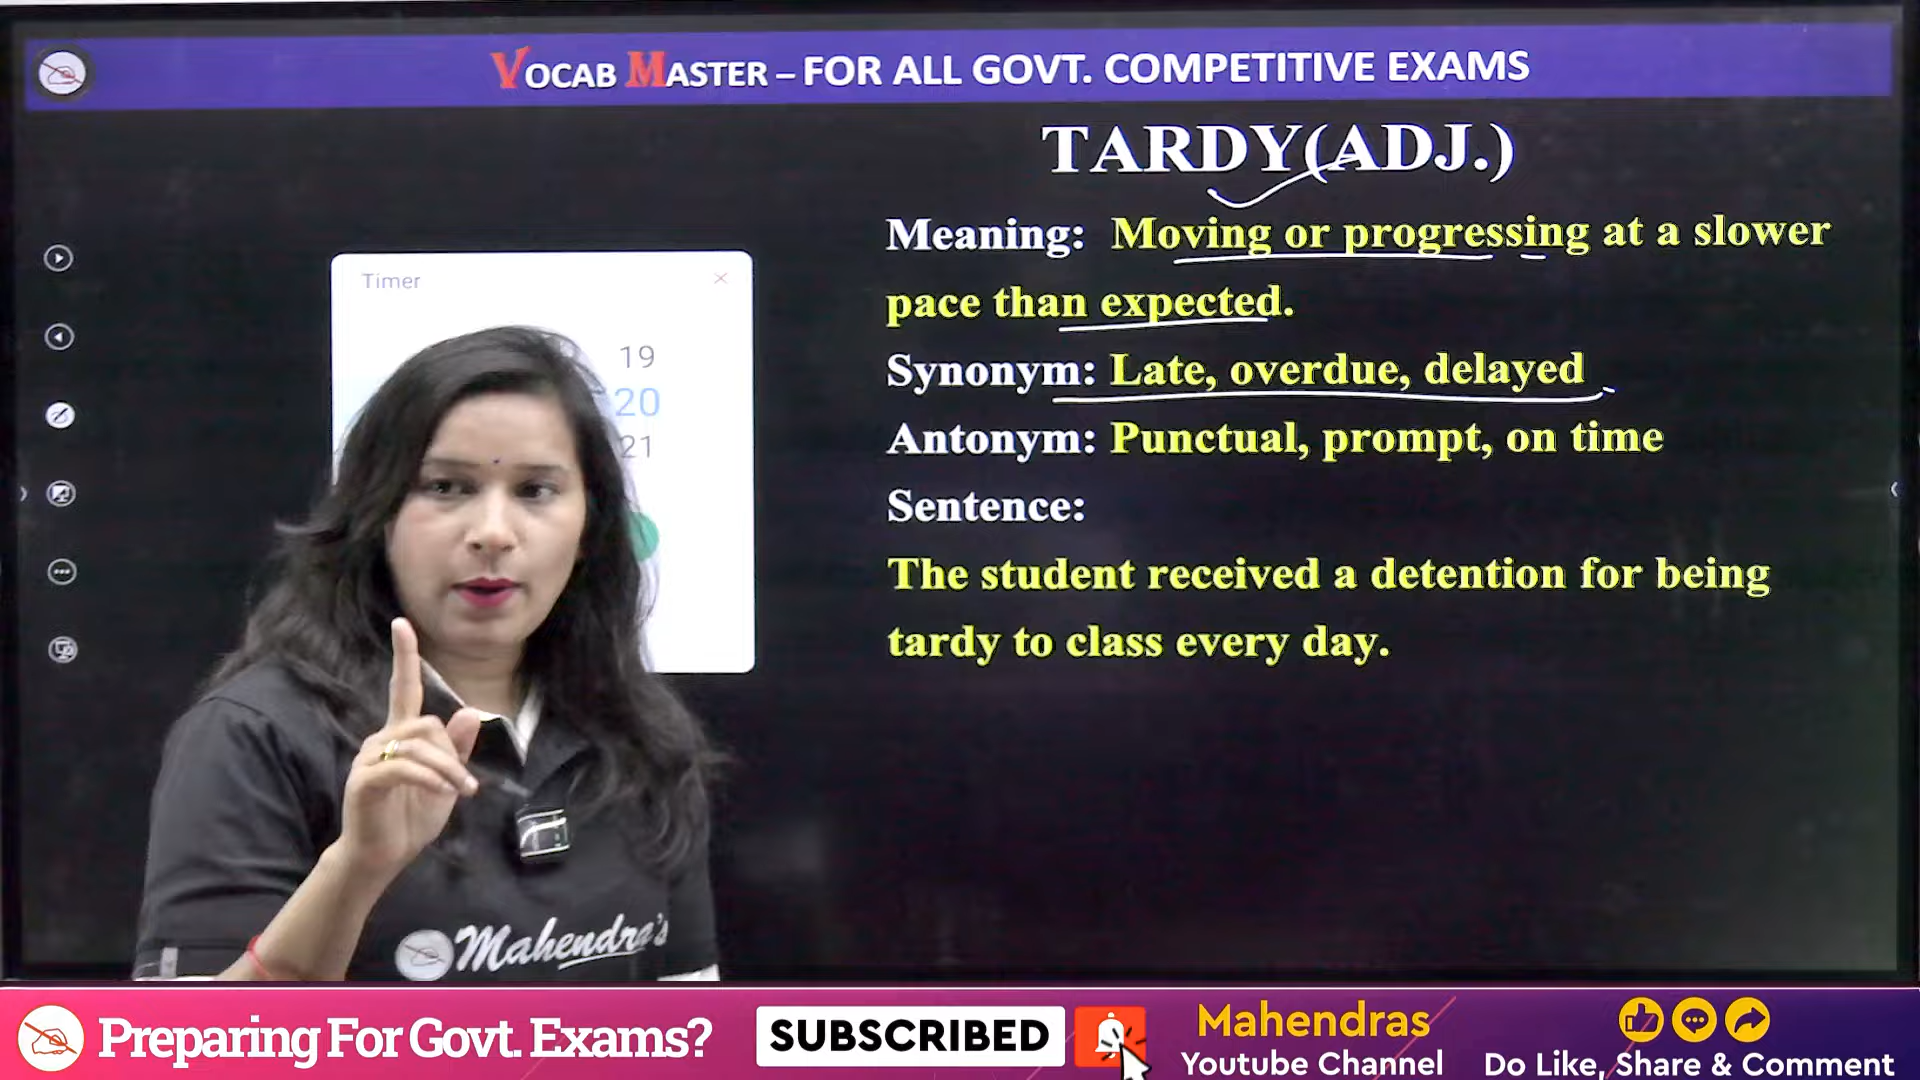 VOCAB MASTER – FOR ALL GOVT. COMPETITIVE EXAMS
TARDY(ADJ.)
Meaning: Moving or progressing at a slower
pace than expected.
Synonym: Late, overdue, delayed
Antonym: Punctual, prompt, on time
Sentence:
The student received a detention for being
tardy to class every day.
Timer
19
20
21
Mahendra's
Preparing For Govt. Exams?
SUBSCRIBED
Mahendras
Youtube Channel
Do Like, Share & Comment